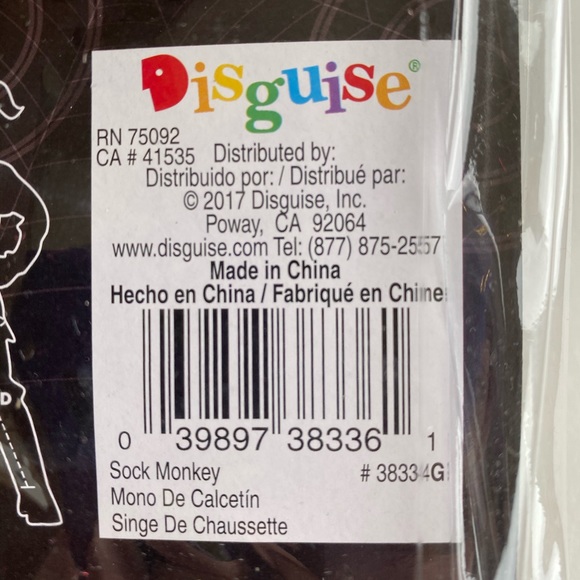 Disguise®
RN 75092
CA # 41535 Distributed by:
Distribuido por: / Distribué par:
© 2017 Disguise, Inc.
Poway, CA 92064
www.disguise.com Tel: (877) 875-2557
Made in China
Hecho en China / Fabriqué en Chine
0 39897 38336 1
Sock Monkey # 38334G
Mono De Calcetín
Singe De Chaussette
D